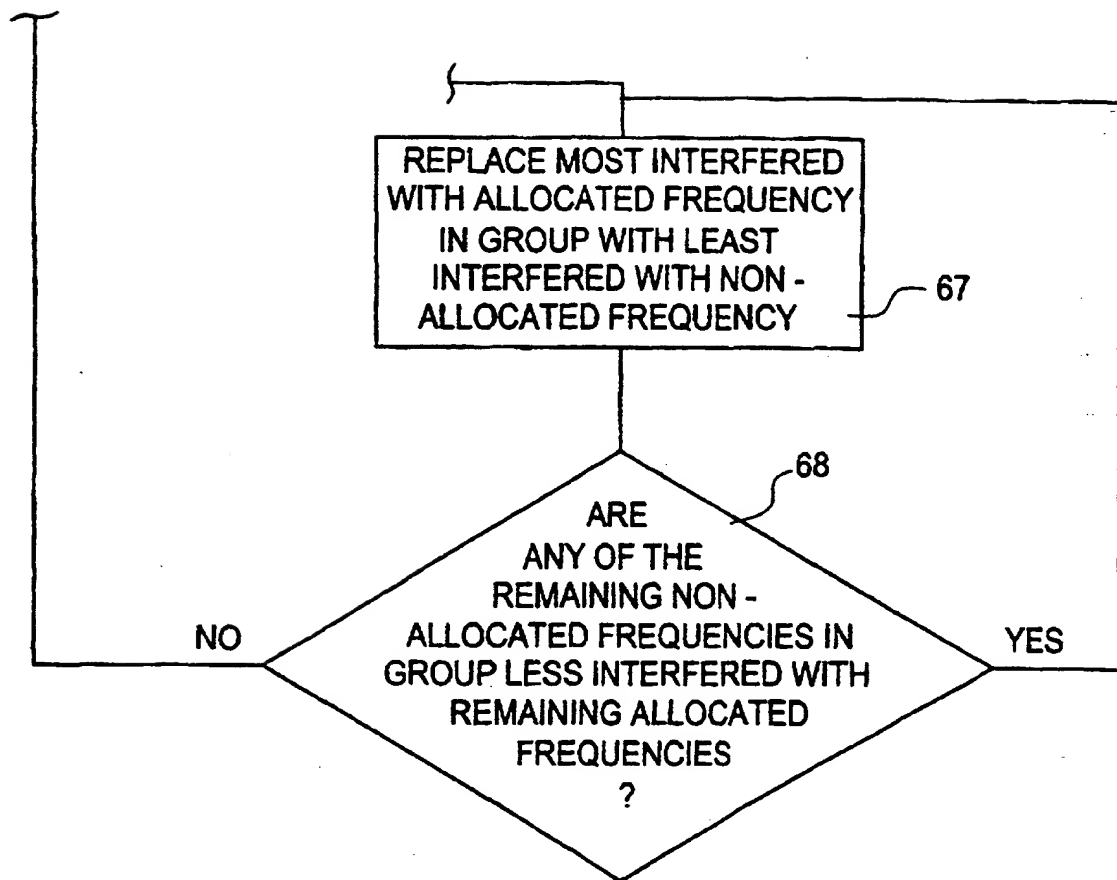 REPLACE MOST INTERFERED
WITH ALLOCATED FREQUENCY
IN GROUP WITH LEAST
INTERFERED WITH NON -
ALLOCATED FREQUENCY
67
68
ARE
ANY OF THE
REMAINING NON -
ALLOCATED FREQUENCIES IN
GROUP LESS INTERFERED WITH
REMAINING ALLOCATED
FREQUENCIES
?
NO
YES